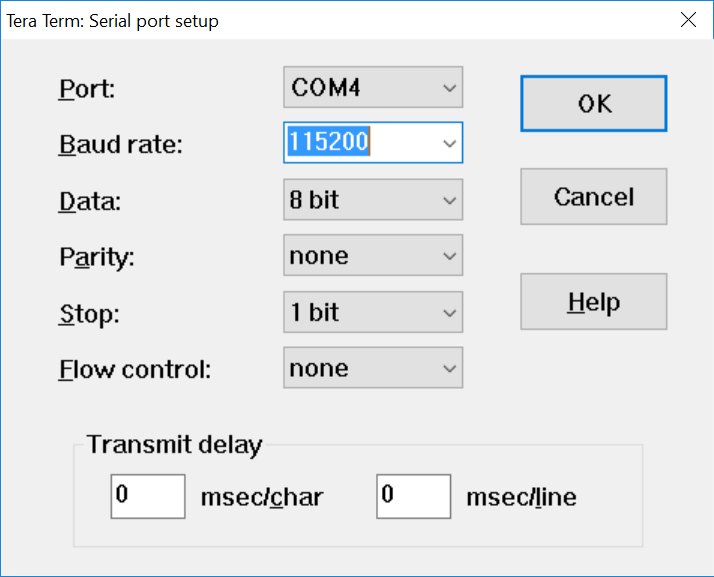 Tera Term: Serial port setup
Port: COM4 OK
Baud rate: 115200
Data: 8 bit Cancel
Parity: none
Stop: 1 bit Help
Flow control: none
Transmit delay
0 msec/char 0 msec/line